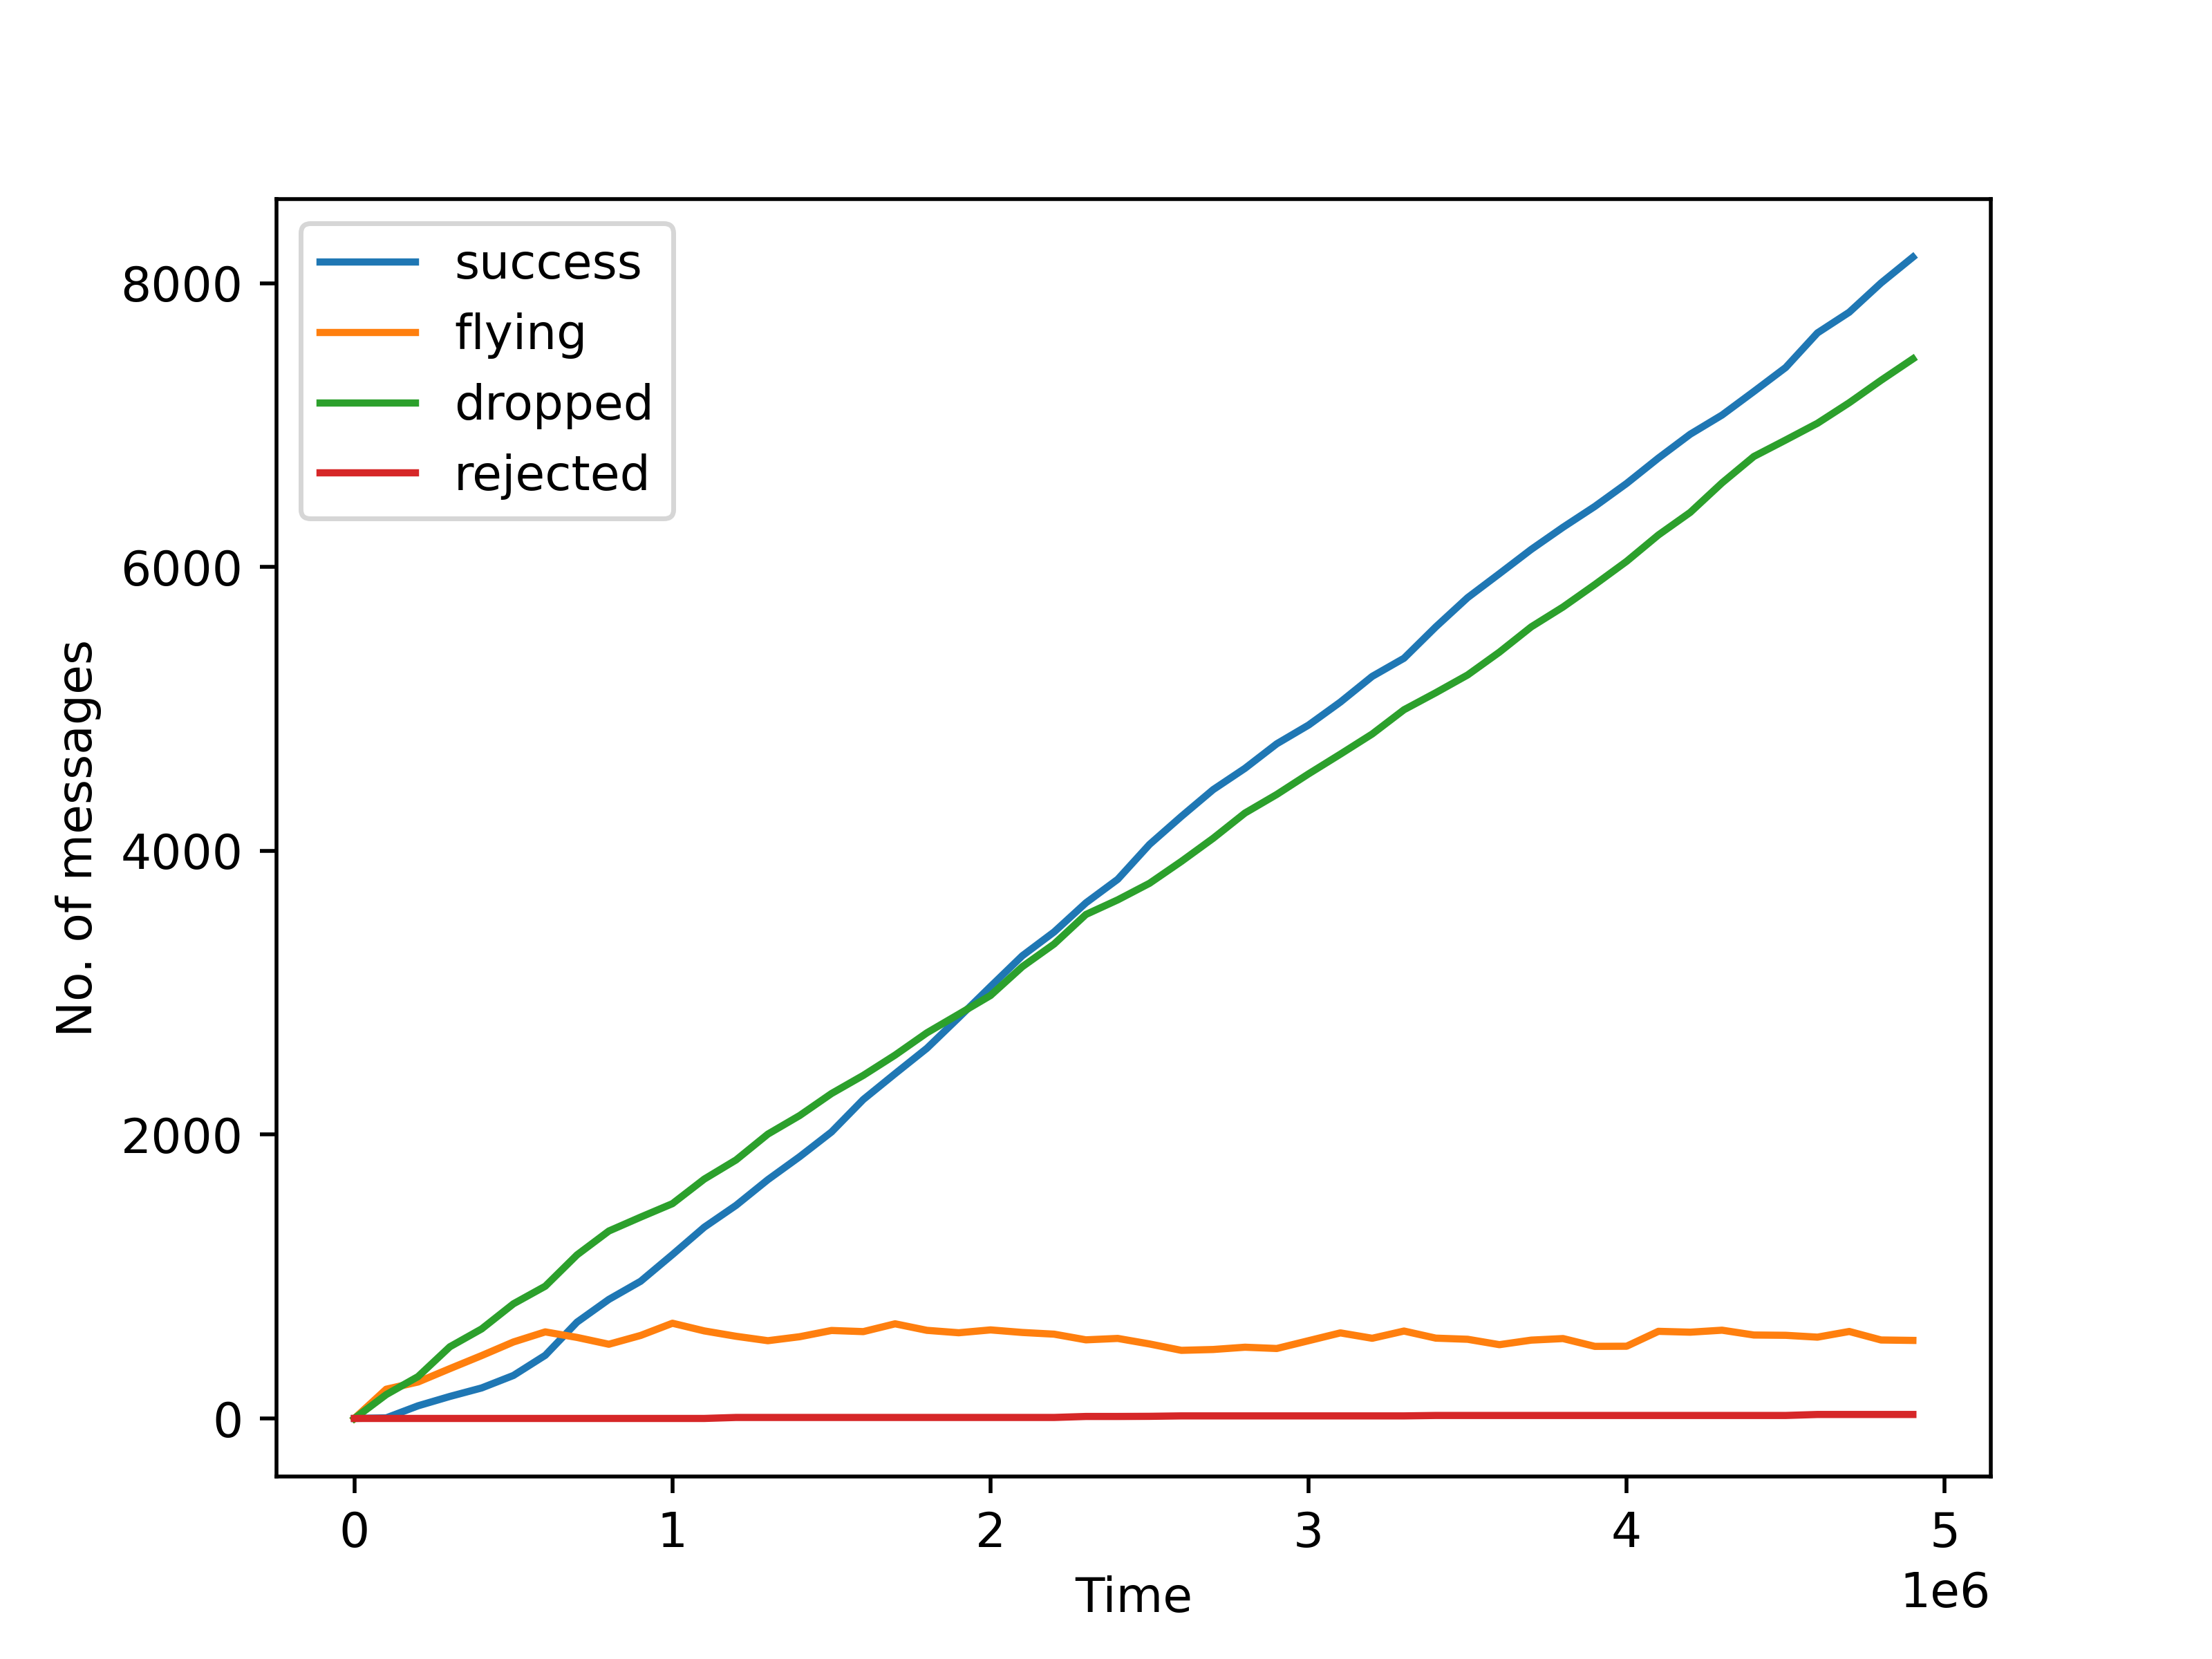 success
flying
dropped
rejected
8000
6000
4000
2000
0
No. of messages
0 1 2 3 4 5
1e6
Time